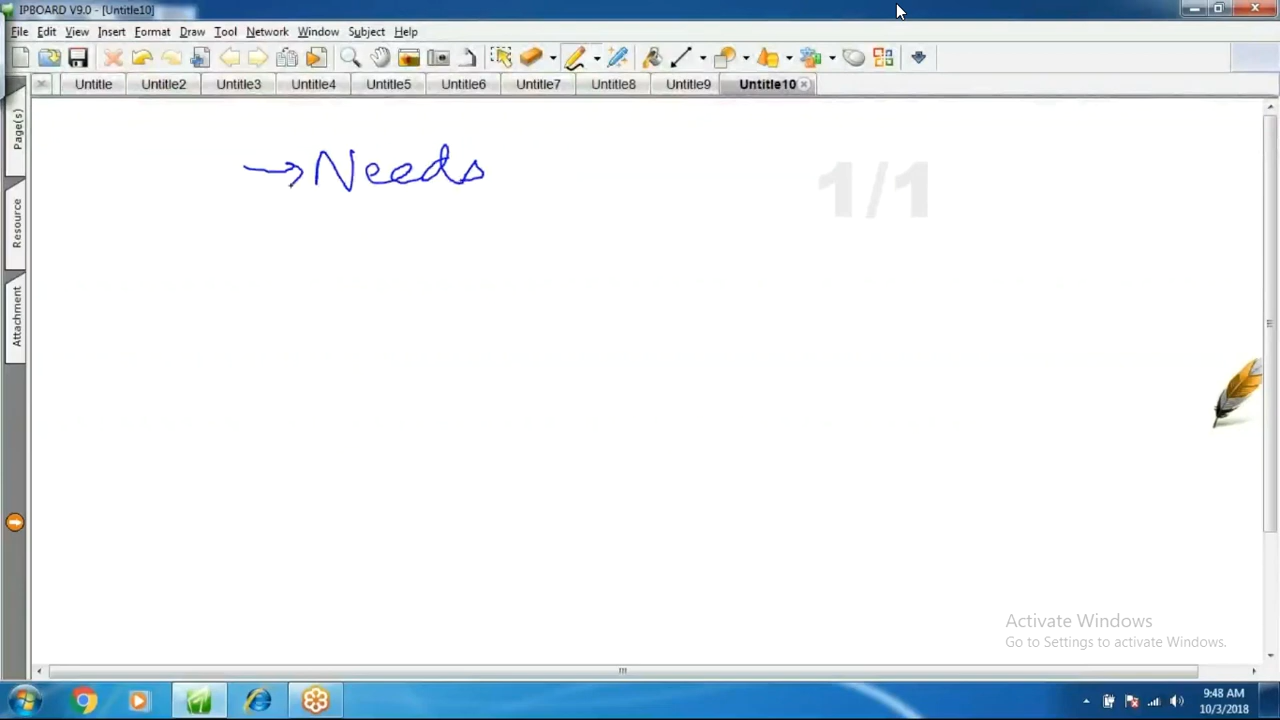 IPBOARD V9.0 - [Untitle10]
File Edit View Insert Format Draw Tool Network Window Subject Help
Untitle Untitle2 Untitle3 Untitle4 Untitle5 Untitle6 Untitle7 Untitle8 Untitle9 Untitle10
Page(s)
Resource
Attachment
→ Needs
1/1
Activate Windows
Go to Settings to activate Windows.
9:48 AM
10/3/2018